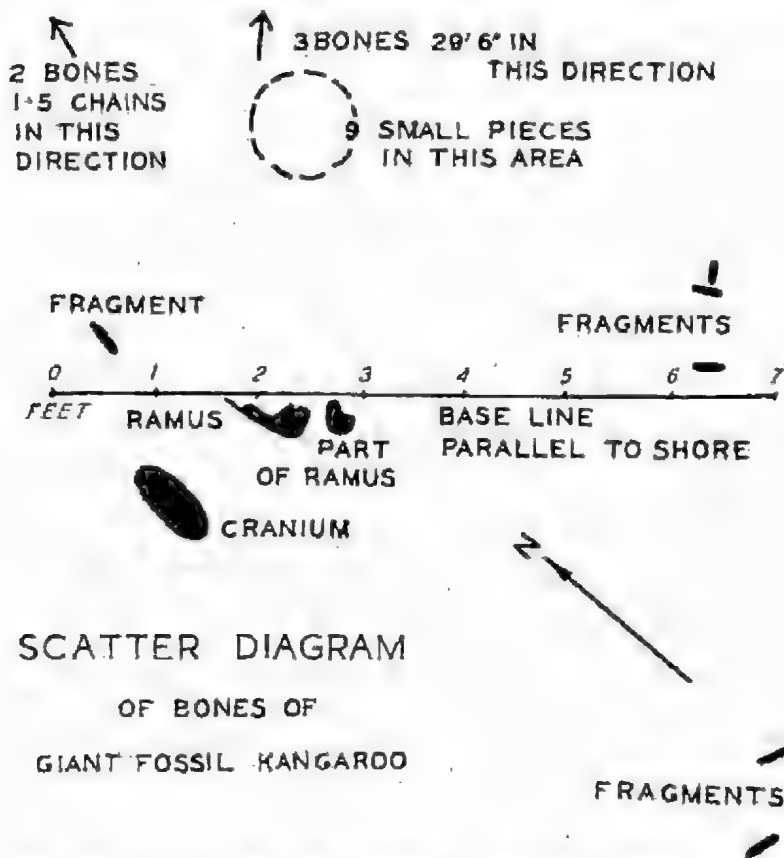 2 BONES
1·5 CHAINS
IN THIS
DIRECTION
3 BONES 29' 6" IN
THIS DIRECTION
9 SMALL PIECES
IN THIS AREA
FRAGMENT
FRAGMENTS
0 1 2 3 4 5 6 7
FEET
RAMUS
PART
OF RAMUS
BASE LINE
PARALLEL TO SHORE
CRANIUM
N
SCATTER DIAGRAM
OF BONES OF
GIANT FOSSIL KANGAROO
FRAGMENTS